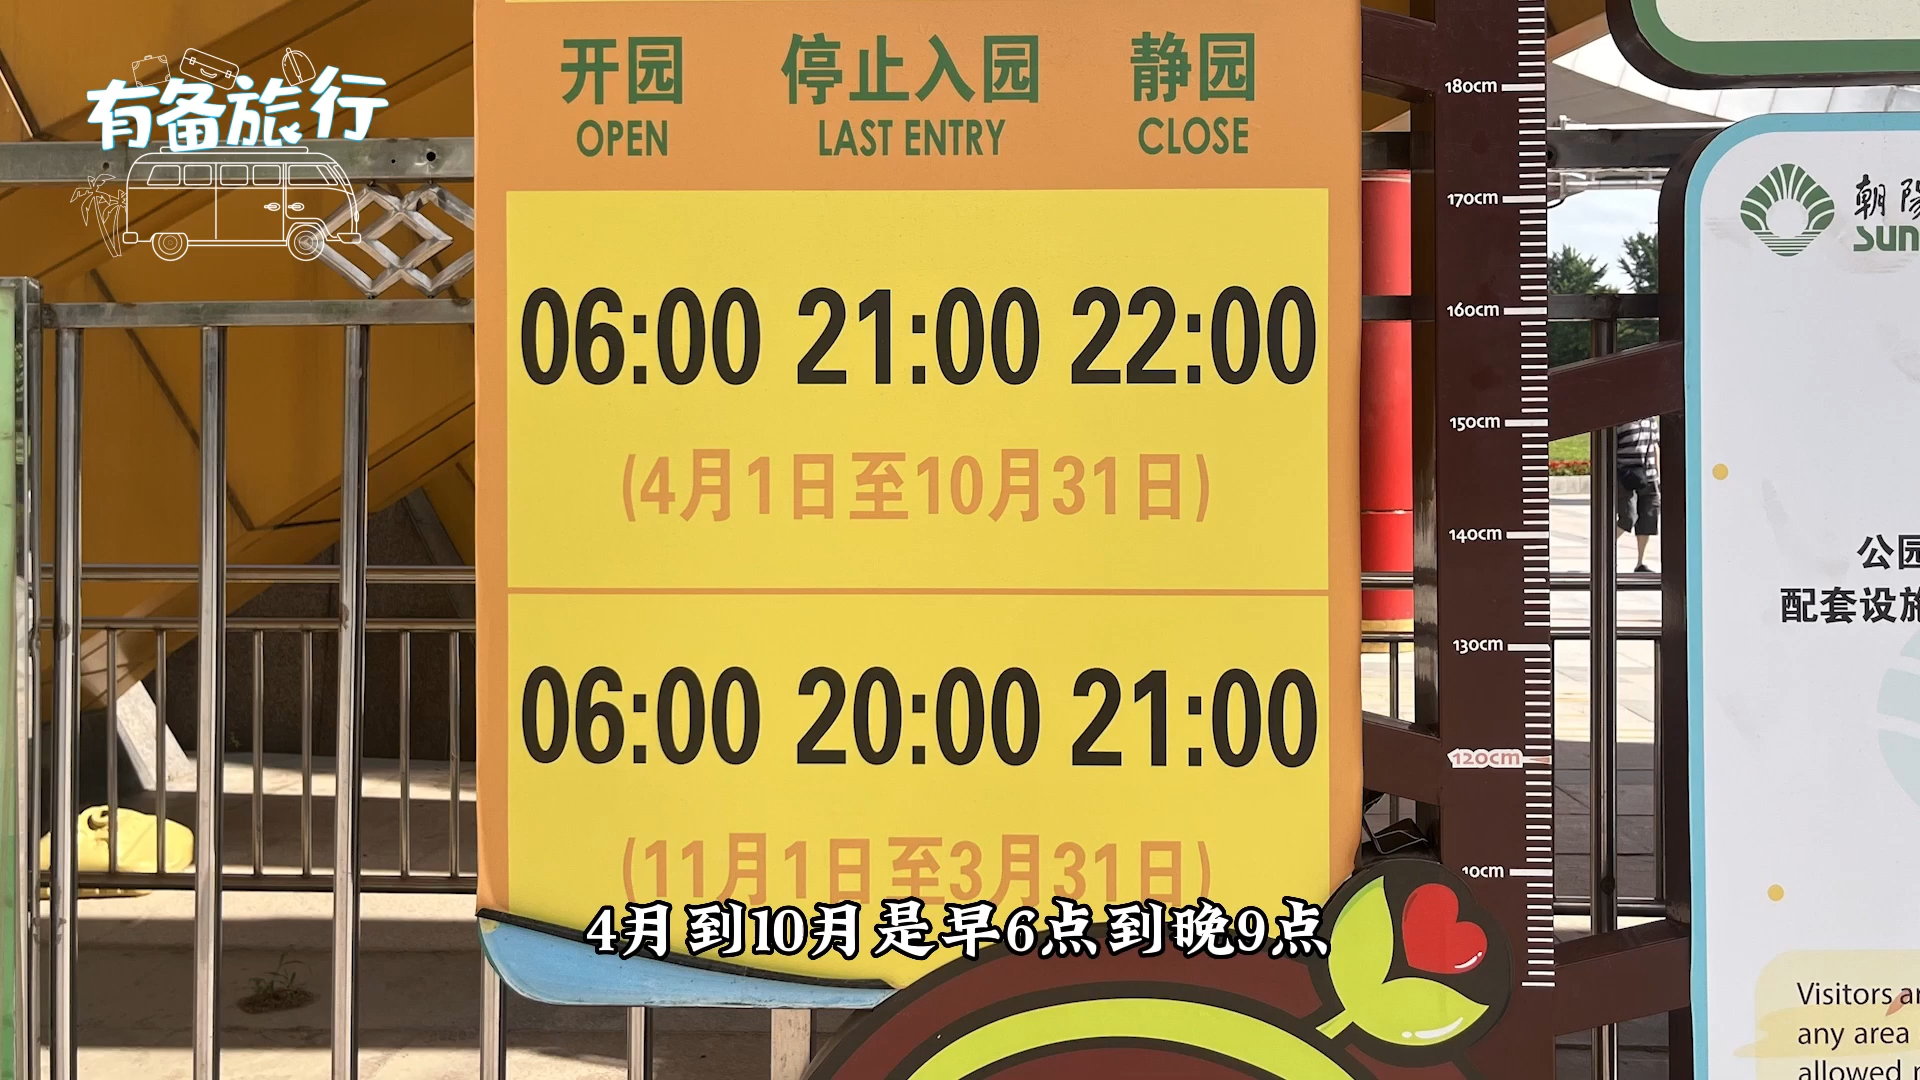 有备旅行
开园 停止入园 静园
OPEN LAST ENTRY CLOSE
06:00 21:00 22:00
(4月1日至10月31日)
06:00 20:00 21:00
(11月1日至3月31日)
4月到10月是早6点到晚9点
180cm
170cm
160cm
150cm
140cm
130cm
120cm
10cm
朝陽
sun
公园
配套设施
Visitors
any area
allowed